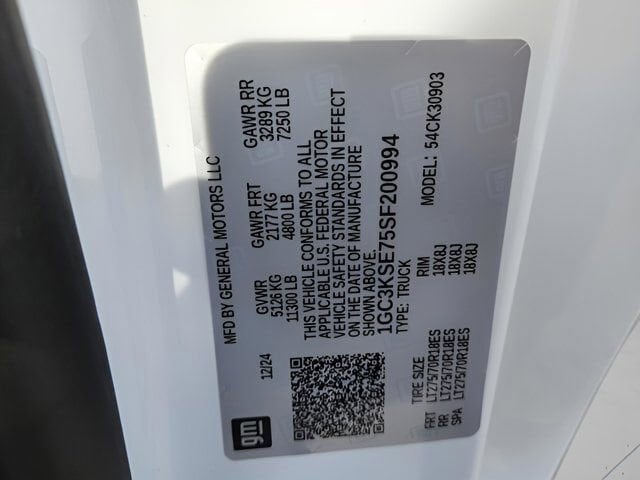 gm
MFD BY GENERAL MOTORS LLC
12/24
GVWR
5126 KG
11300 LB
GAWR FRT
2177 KG
4800 LB
GAWR RR
3289 KG
7250 LB
THIS VEHICLE CONFORMS TO ALL
APPLICABLE U.S. FEDERAL MOTOR
VEHICLE SAFETY STANDARDS IN EFFECT
ON THE DATE OF MANUFACTURE
SHOWN ABOVE.
1GC3KSE75SF200994
TYPE: TRUCK
MODEL: 54CK30903
TIRE SIZE RIM
FRT LT275/70R18ES 18X8J
RR LT275/70R18ES 18X8J
SPA LT275/70R18ES 18X8J